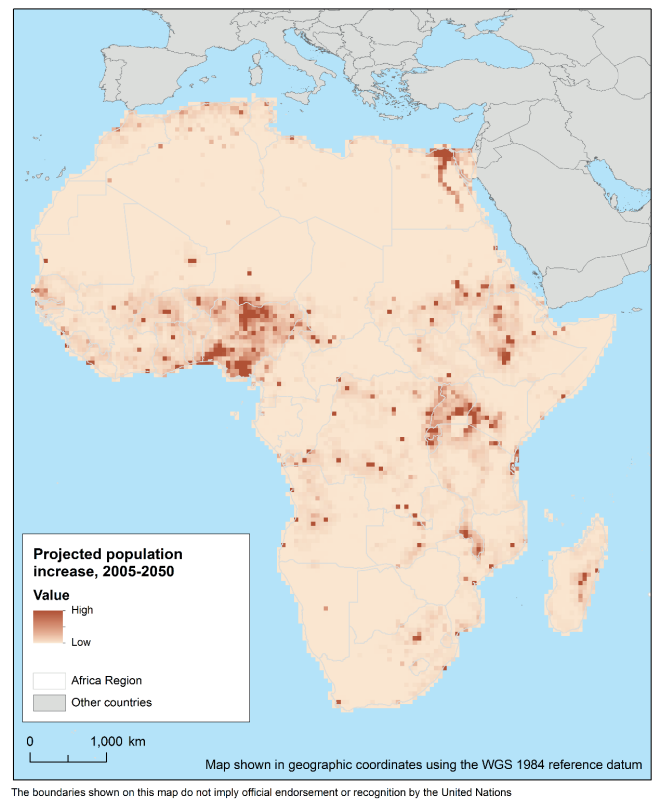 Projected population
increase, 2005-2050
Value
High
Low
Africa Region
Other countries
0 1,000 km
Map shown in geographic coordinates using the WGS 1984 reference datum
The boundaries shown on this map do not imply official endorsement or recognition by the United Nations